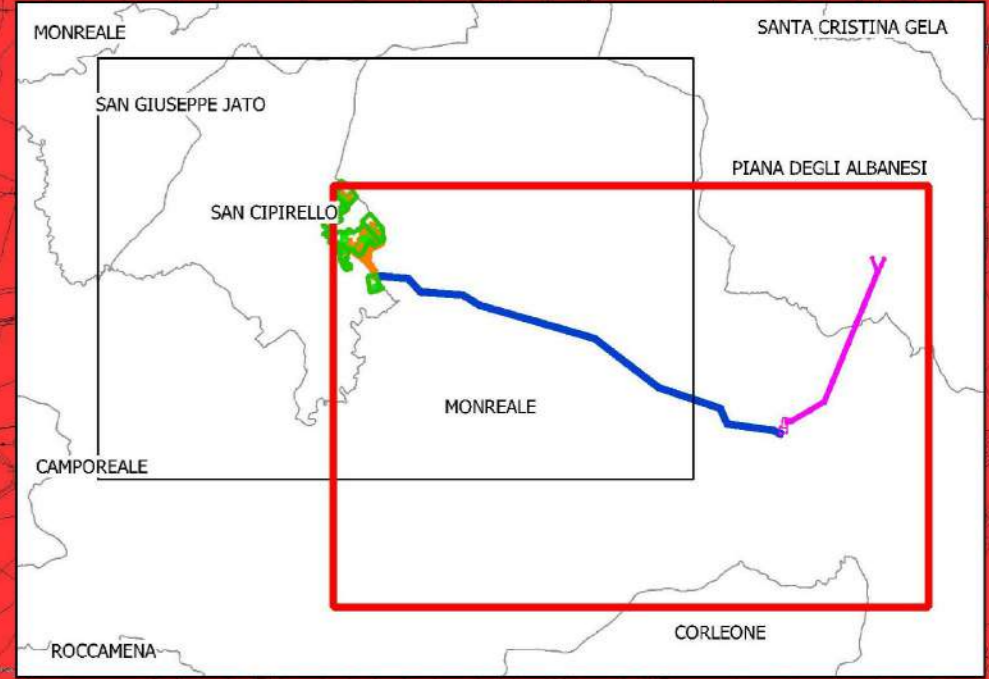 MONREALE
SANTA CRISTINA GELA
SAN GIUSEPPE JATO
PIANA DEGLI ALBANESI
SAN CIPIRELLO
MONREALE
CAMPOREALE
CORLEONE
ROCCAMENA